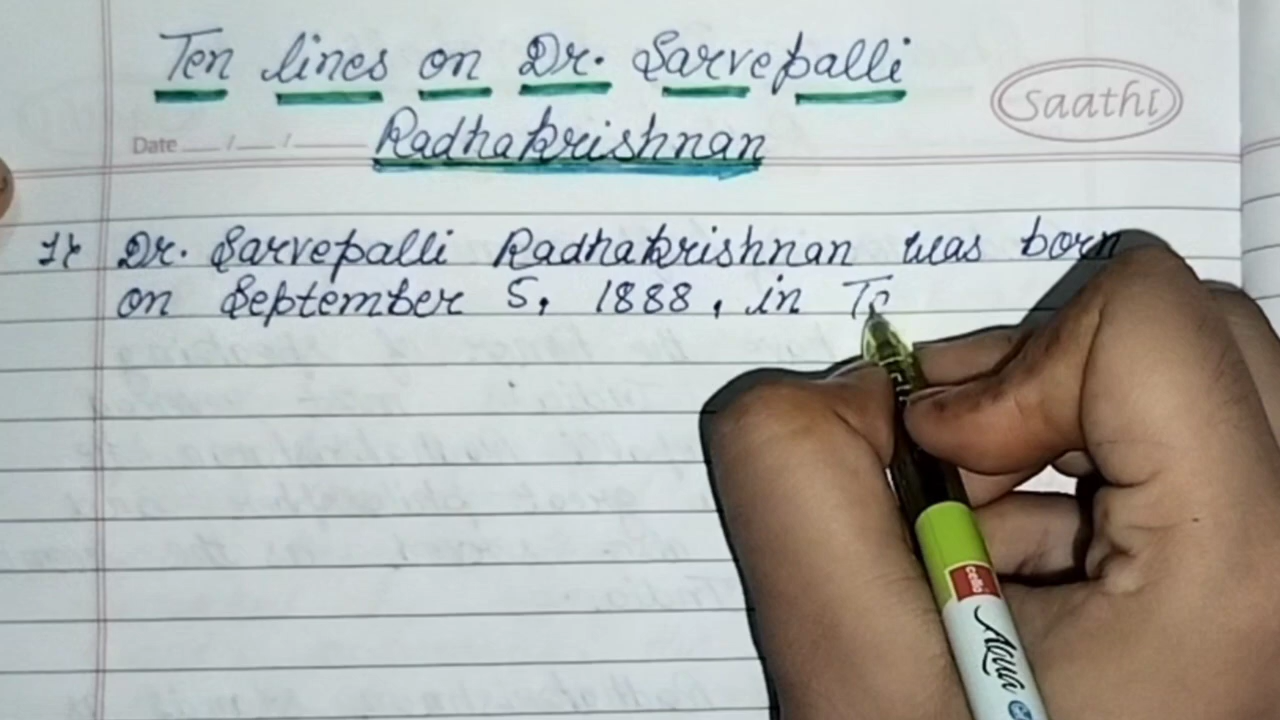 Ten lines on Dr. Sarvepalli
Saathi
Date / /
Radhakrishnan
1* Dr. Sarvepalli Radhakrishnan was born
on September 5, 1888, in
cello
Aqua